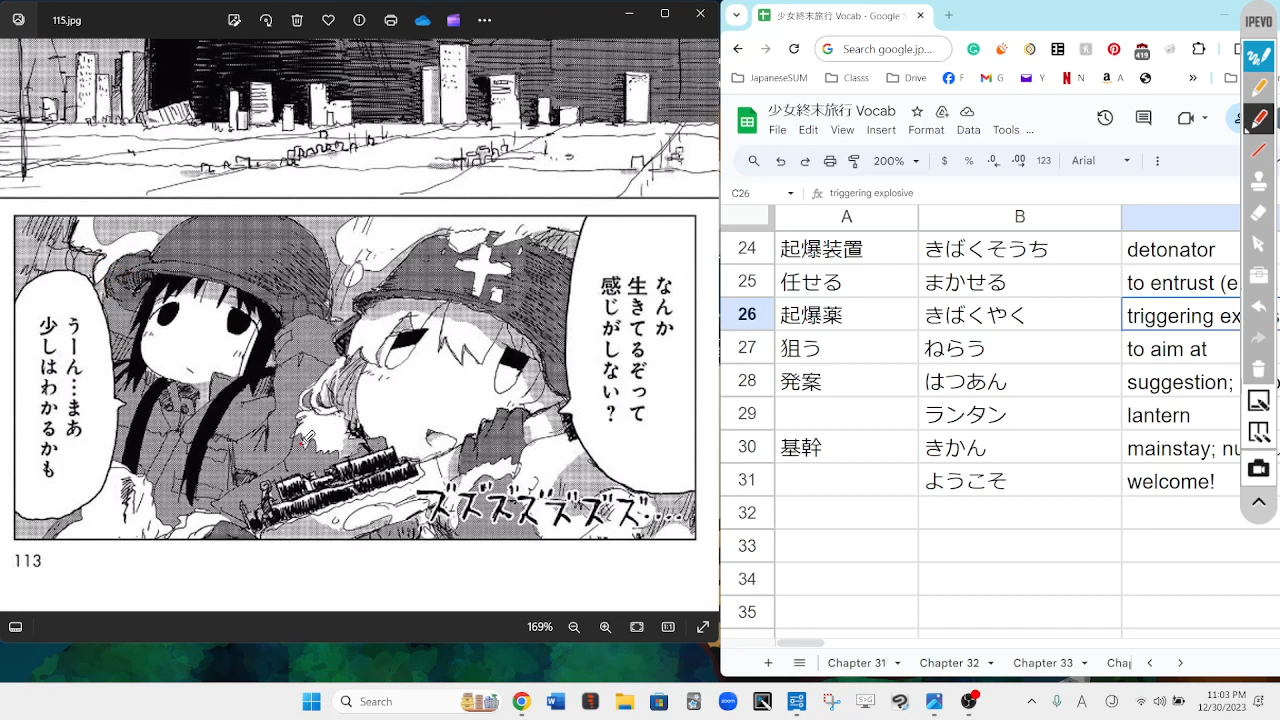 115.jpg
なんか
生きてるぞって
感じがしない?
うーん…まあ
少しはわかるかも
ズズズズズズズ....
113
169%
少女終末旅行 Vocab - Google
Search goog
JapaneseSUNI
Class
少女終末旅行 Vocab
File Edit View Insert Format Data Tools ...
200% $ % .0 .00 123 Arial
C26 fx triggering explosive
A B
24 起爆装置 きばくそうち detonator
25 任せる まかせる to entrust (e
26 起爆薬 きばくやく triggering ex
27 狙う ねらう to aim at
28 発案 はつあん suggestion;
29 ランタン lantern
30 基幹 きかん mainstay; nu
31 ようこそ welcome!
32
33
34
35
Chapter 31 Chapter 32 Chapter 33 Chap
IPEVO
Search
11:03 PM
12/30/2023